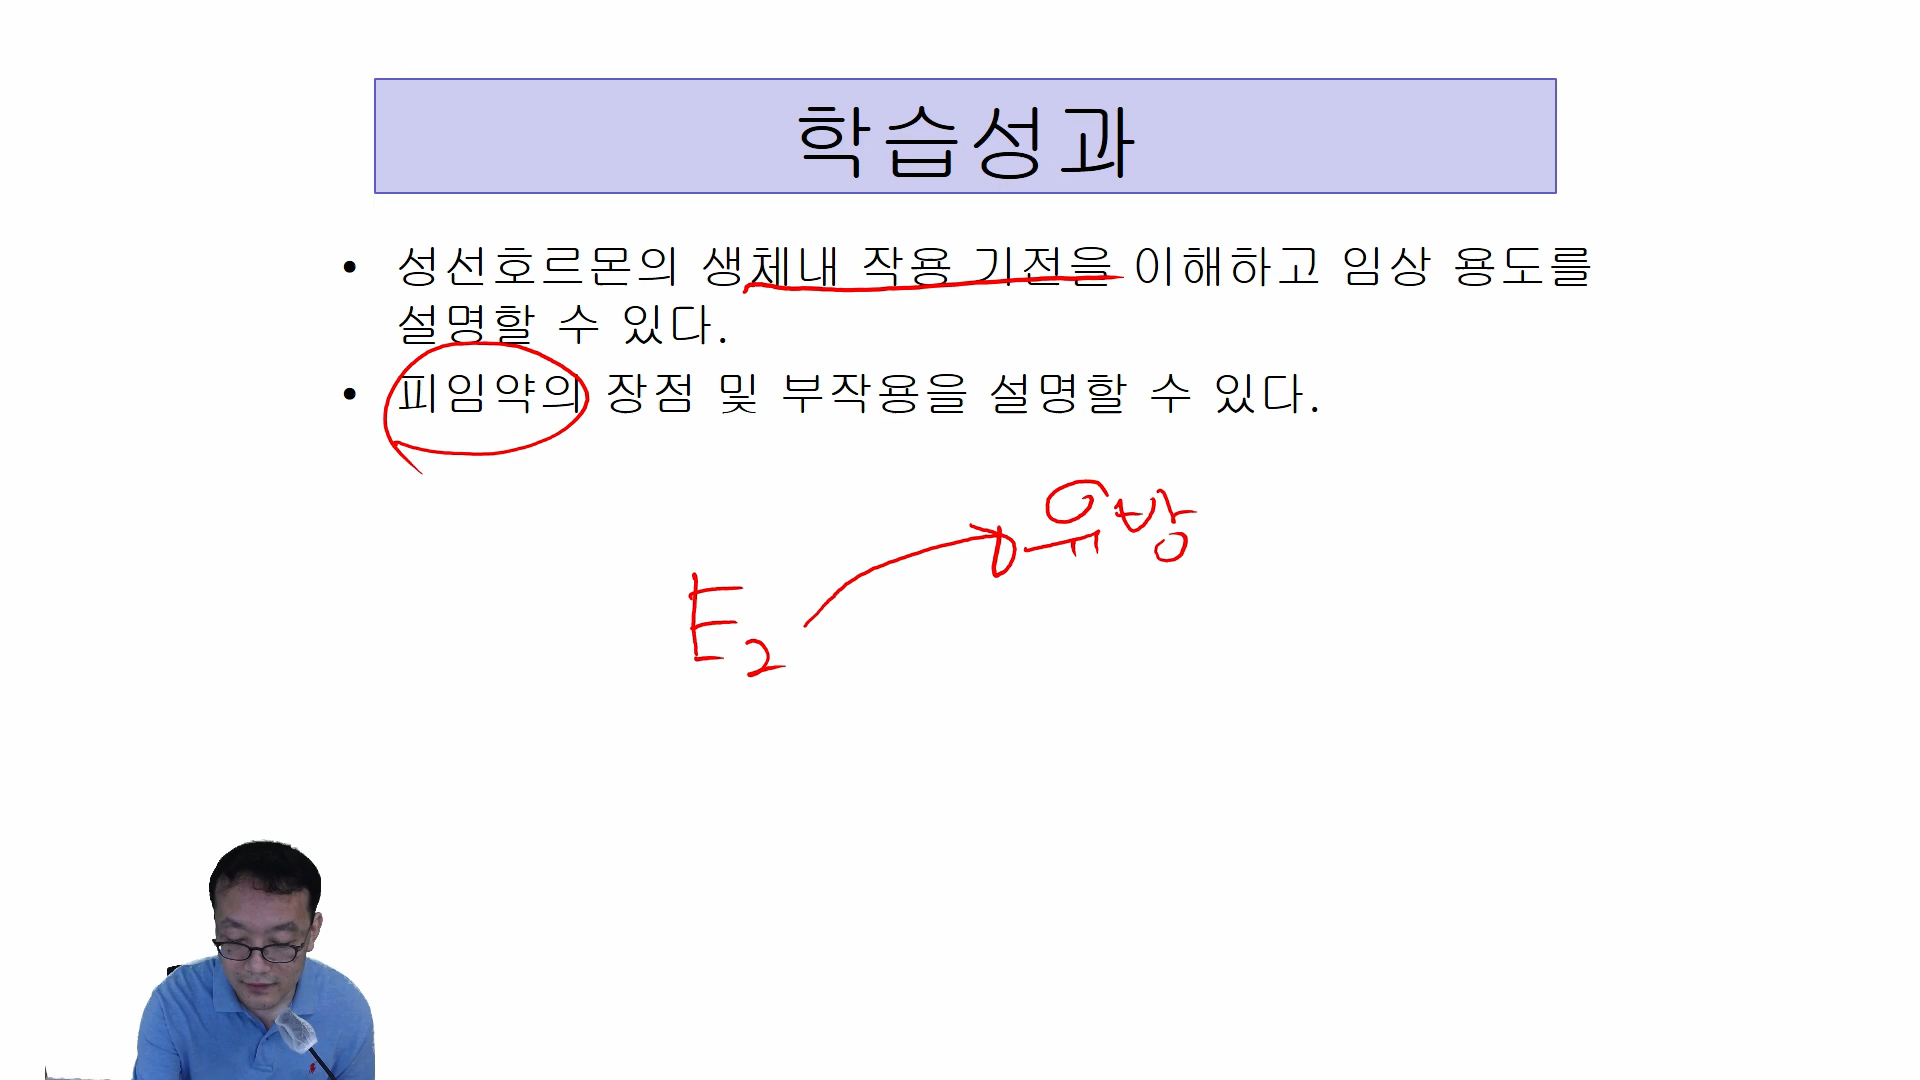 학습성과
• 성선호르몬의 생체내 작용 기전을 이해하고 임상 용도를
설명할 수 있다.
• 피임약의 장점 및 부작용을 설명할 수 있다.
유방
E₂